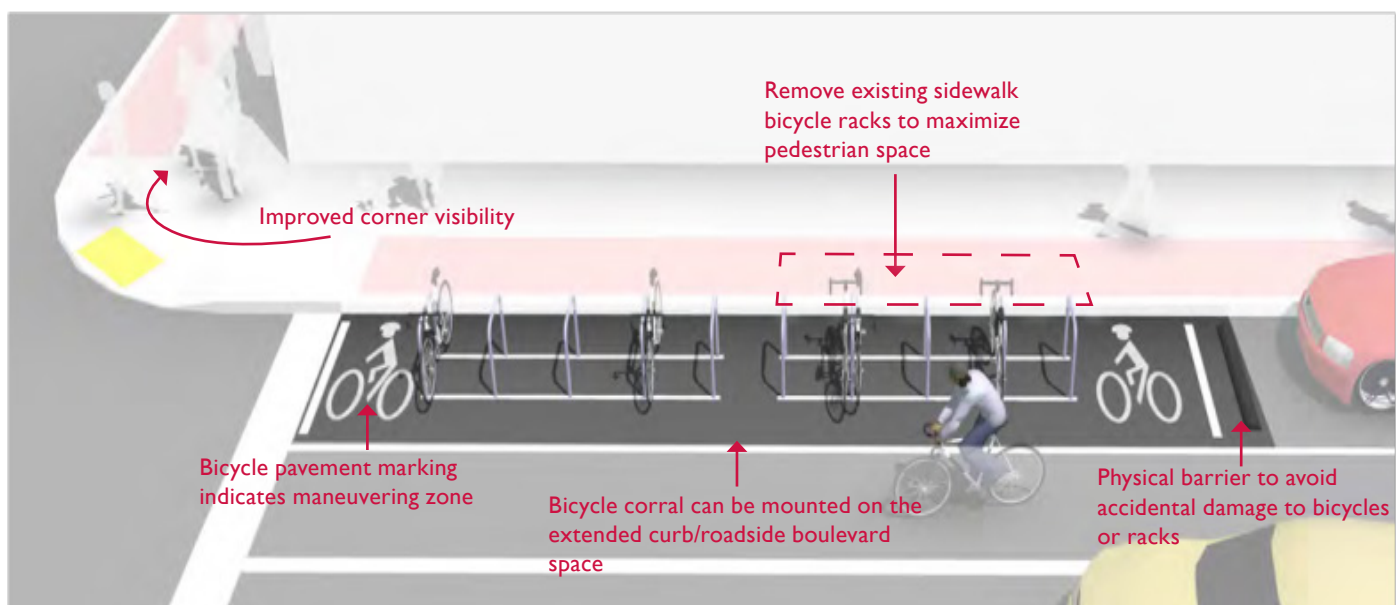 Remove existing sidewalk
bicycle racks to maximize
pedestrian space
Improved corner visibility
Bicycle pavement marking
indicates maneuvering zone
Bicycle corral can be mounted on the
extended curb/roadside boulevard
space
Physical barrier to avoid
accidental damage to bicycles
or racks